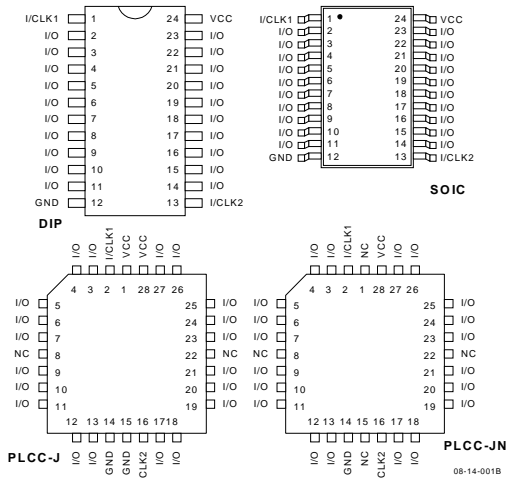 I/CLK1 1 24 VCC
I/O 2 23 I/O
I/O 3 22 I/O
I/O 4 21 I/O
I/O 5 20 I/O
I/O 6 19 I/O
I/O 7 18 I/O
I/O 8 17 I/O
I/O 9 16 I/O
I/O 10 15 I/O
I/O 11 14 I/O
GND 12 13 I/CLK2
DIP
I/CLK1 1 24 VCC
I/O 2 23 I/O
I/O 3 22 I/O
I/O 4 21 I/O
I/O 5 20 I/O
I/O 6 19 I/O
I/O 7 18 I/O
I/O 8 17 I/O
I/O 9 16 I/O
I/O 10 15 I/O
I/O 11 14 I/O
GND 12 13 I/CLK2
SOIC
I/O I/O I/CLK1 VCC VCC I/O I/O
4 3 2 1 28 27 26
I/O 5 25 I/O
I/O 6 24 I/O
I/O 7 23 I/O
NC 8 22 NC
I/O 9 21 I/O
I/O 10 20 I/O
I/O 11 19 I/O
12 13 14 15 16 17 18
I/O I/O GND GND CLK2 I/O I/O
PLCC-J
I/O I/O I/CLK1 NC VCC I/O I/O
4 3 2 1 28 27 26
I/O 5 25 I/O
I/O 6 24 I/O
I/O 7 23 I/O
NC 8 22 NC
I/O 9 21 I/O
I/O 10 20 I/O
I/O 11 19 I/O
12 13 14 15 16 17 18
I/O I/O GND NC CLK2 I/O I/O
PLCC-JN
08-14-001B